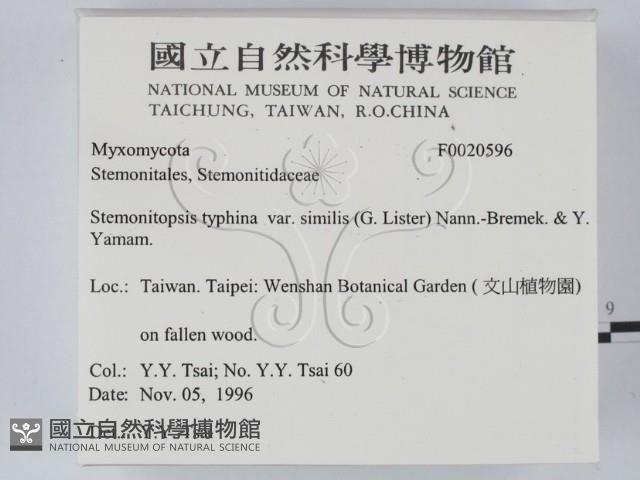 國立自然科學博物館
NATIONAL MUSEUM OF NATURAL SCIENCE
TAICHUNG, TAIWAN, R.O.CHINA
Myxomycota F0020596
Stemonitales, Stemonitidaceae
Stemonitopsis typhina var. similis (G. Lister) Nann.-Bremek. & Y.
Yamam.
Loc.: Taiwan. Taipei: Wenshan Botanical Garden ( 文山植物園)
on fallen wood.
9
Col.: Y.Y. Tsai; No. Y.Y. Tsai 60
Date: Nov. 05, 1996
國立自然科學博物館
NATIONAL MUSEUM OF NATURAL SCIENCE